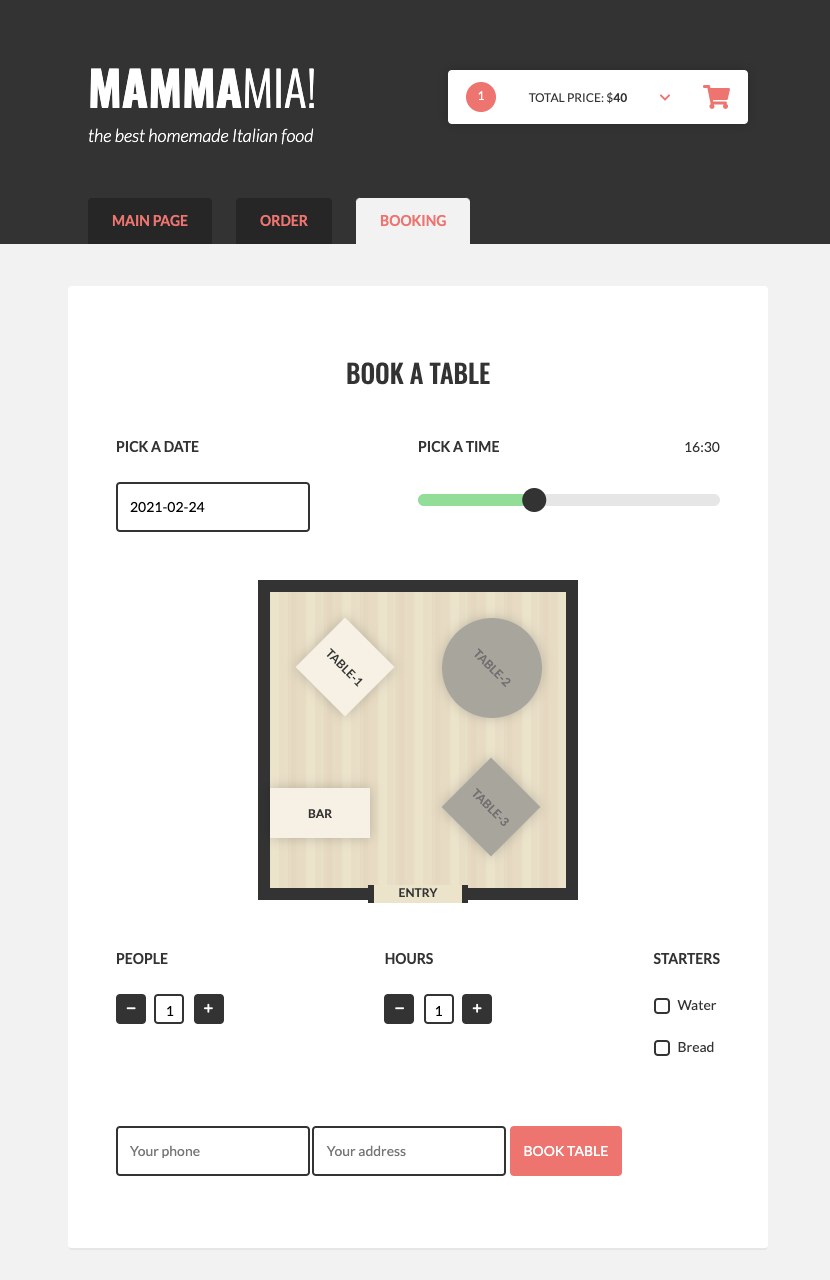 MAMMAMIA!
the best homemade Italian food
1
TOTAL PRICE: $40
MAIN PAGE
ORDER
BOOKING
BOOK A TABLE
PICK A DATE
PICK A TIME
16:30
2021-02-24
TABLE-1
TABLE-2
BAR
TABLE-3
ENTRY
PEOPLE
HOURS
STARTERS
− 1 +
− 1 +
Water
Bread
Your phone
Your address
BOOK TABLE